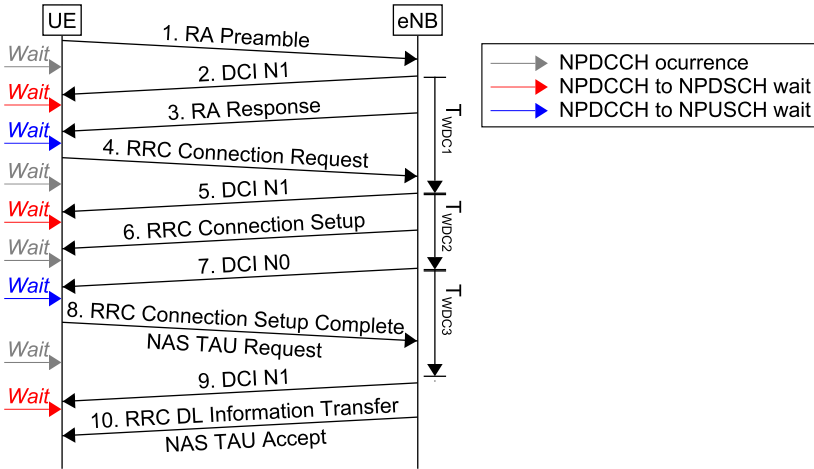 UE
eNB
1. RA Preamble
Wait
NPDCCH ocurrence
2. DCI N1
Wait
NPDCCH to NPDSCH wait
3. RA Response
NPDCCH to NPUSCH wait
Wait
TWDC1
4. RRC Connection Request
Wait
5. DCI N1
Wait
6. RRC Connection Setup
TWDC2
Wait
7. DCI N0
Wait
TWDC3
8. RRC Connection Setup Complete
NAS TAU Request
Wait
9. DCI N1
Wait
10. RRC DL Information Transfer
NAS TAU Accept